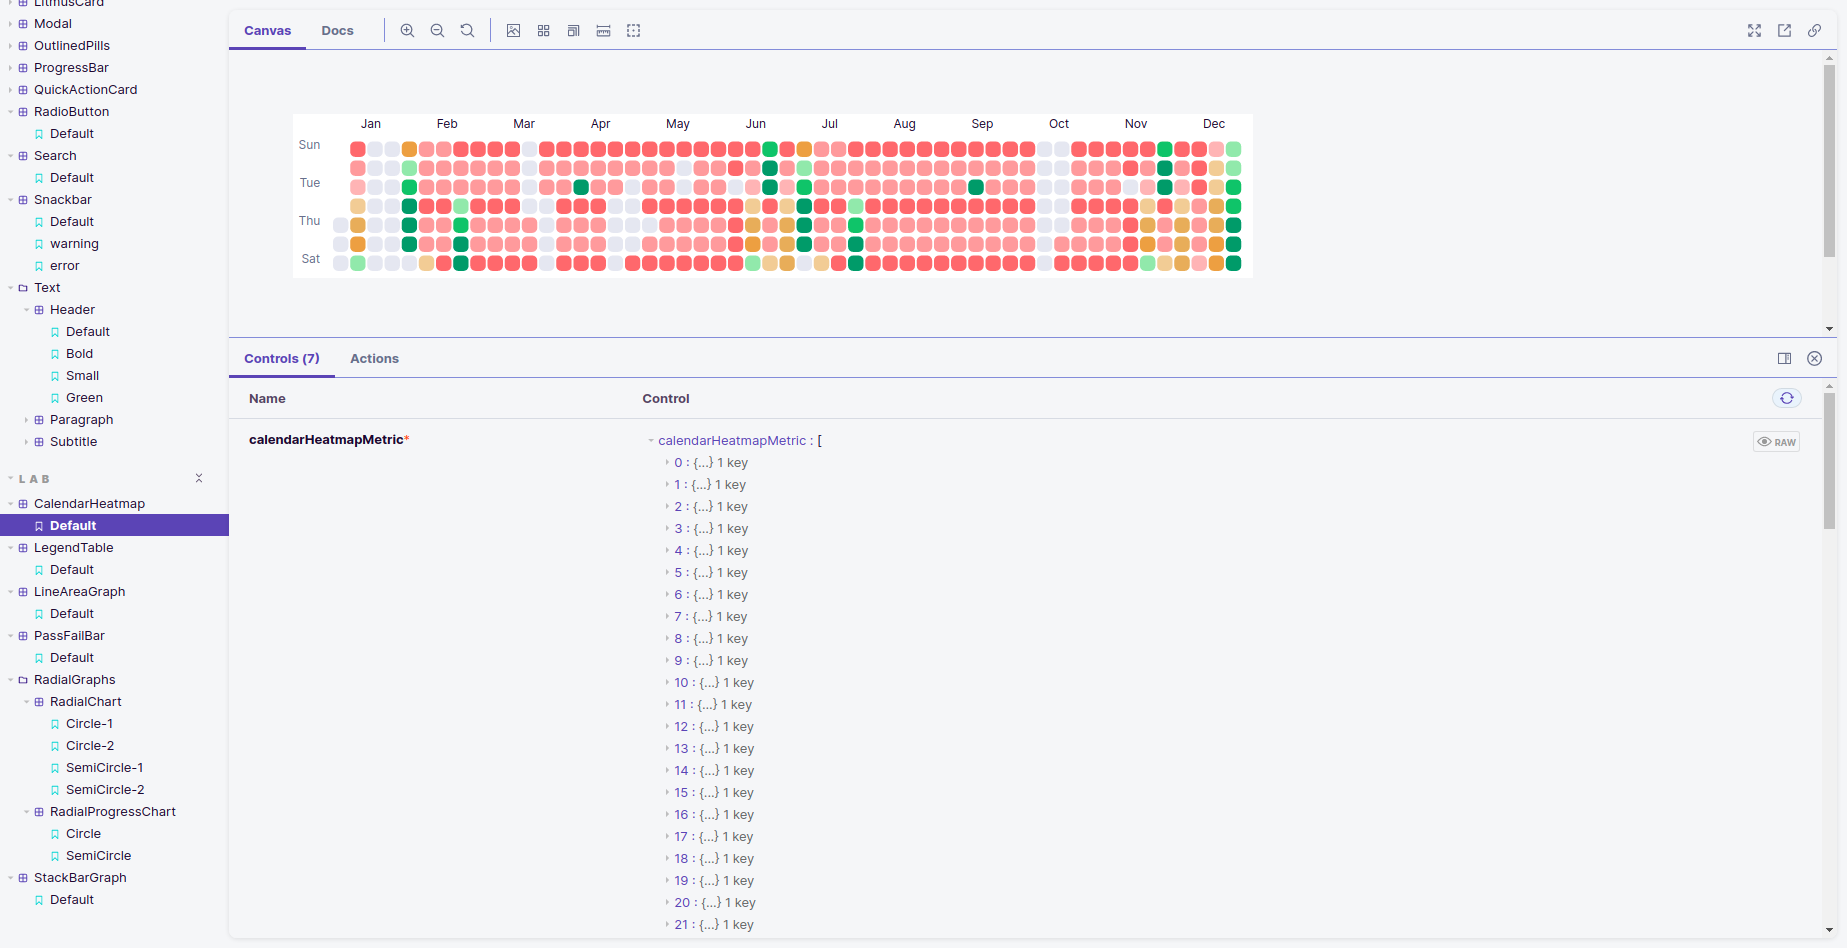 LitmusCard
Modal
OutlinedPills
ProgressBar
QuickActionCard
RadioButton
Default
Search
Default
Snackbar
Default
warning
error
Text
Header
Default
Bold
Small
Green
Paragraph
Subtitle
LAB
CalendarHeatmap
Default
LegendTable
Default
LineAreaGraph
Default
PassFailBar
Default
RadialGraphs
RadialChart
Circle-1
Circle-2
SemiCircle-1
SemiCircle-2
RadialProgressChart
Circle
SemiCircle
StackBarGraph
Default
Canvas Docs
Jan Feb Mar Apr May Jun Jul Aug Sep Oct Nov Dec
Sun
Tue
Thu
Sat
Controls (7) Actions
Name Control
calendarHeatmapMetric* calendarHeatmapMetric : [ RAW
0 : {...} 1 key
1 : {...} 1 key
2 : {...} 1 key
3 : {...} 1 key
4 : {...} 1 key
5 : {...} 1 key
6 : {...} 1 key
7 : {...} 1 key
8 : {...} 1 key
9 : {...} 1 key
10 : {...} 1 key
11 : {...} 1 key
12 : {...} 1 key
13 : {...} 1 key
14 : {...} 1 key
15 : {...} 1 key
16 : {...} 1 key
17 : {...} 1 key
18 : {...} 1 key
19 : {...} 1 key
20 : {...} 1 key
21 : {...} 1 key